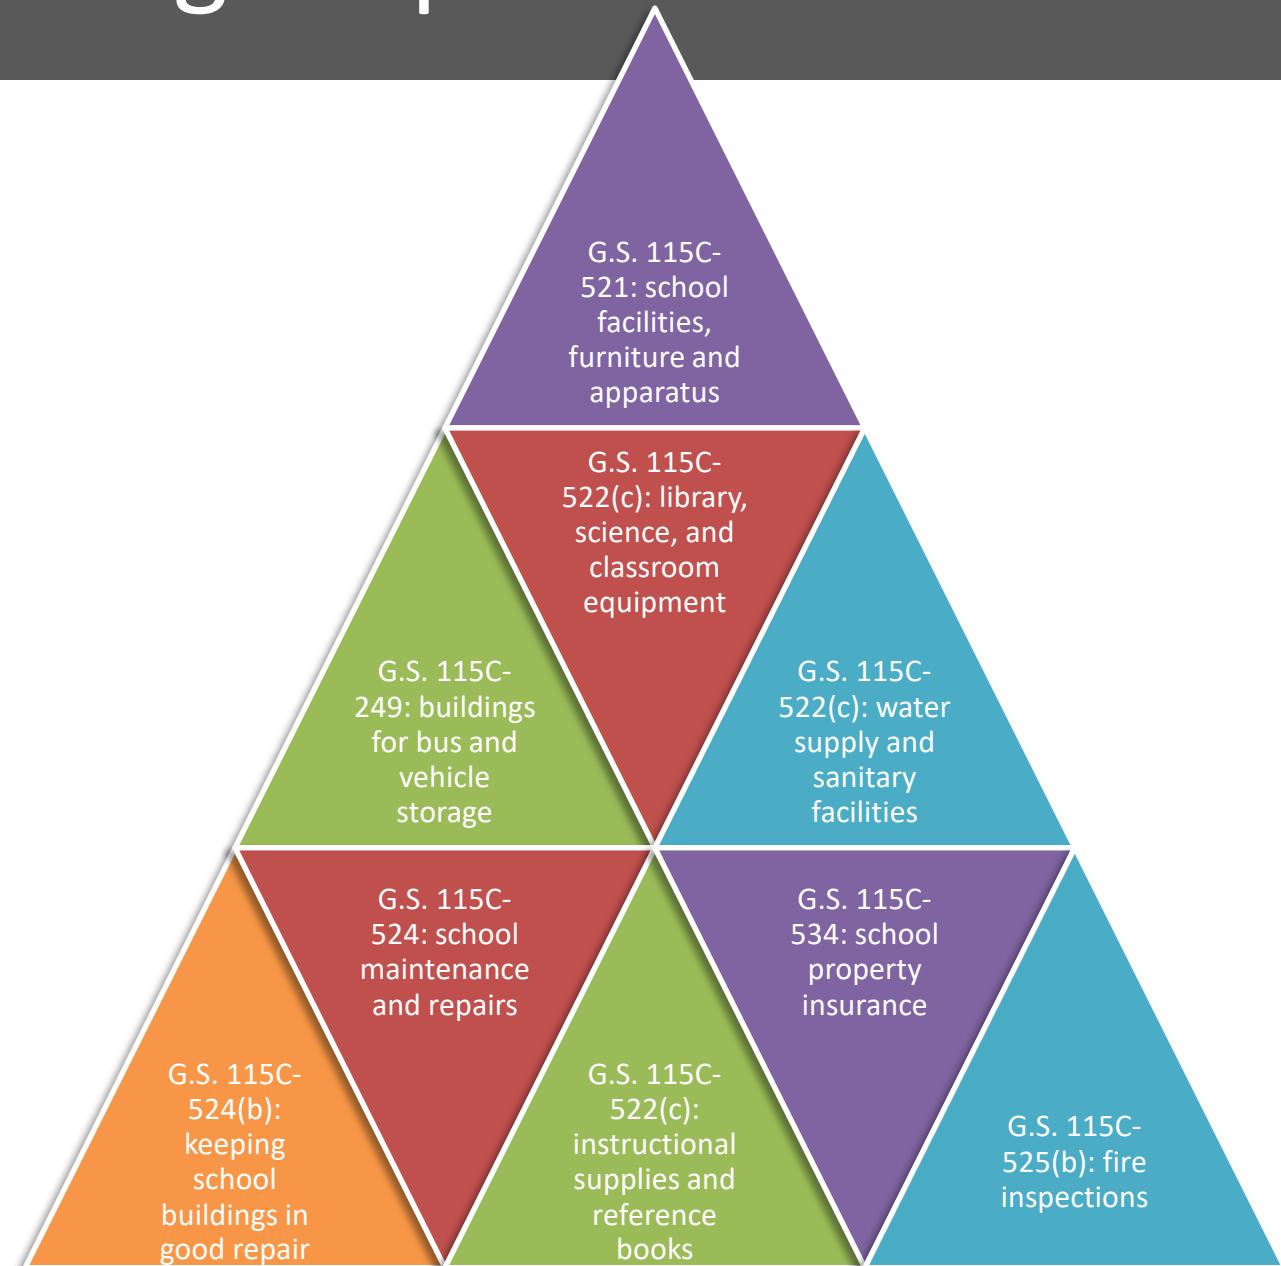 G.S. 115C-
521: school
facilities,
furniture and
apparatus
G.S. 115C-
522(c): library,
science, and
classroom
equipment
G.S. 115C-
249: buildings
for bus and
vehicle
storage
G.S. 115C-
522(c): water
supply and
sanitary
facilities
G.S. 115C-
524: school
maintenance
and repairs
G.S. 115C-
534: school
property
insurance
G.S. 115C-
524(b):
keeping
school
buildings in
good repair
G.S. 115C-
522(c):
instructional
supplies and
reference
books
G.S. 115C-
525(b): fire
inspections